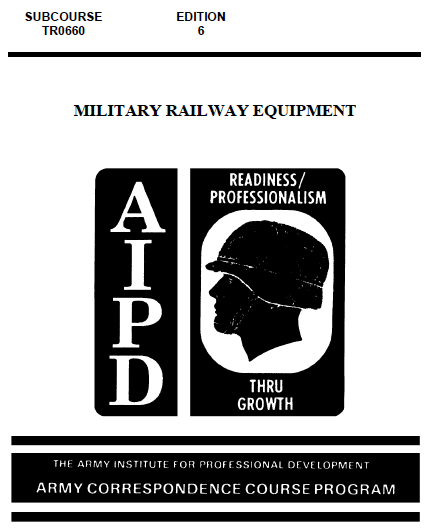 SUBCOURSE EDITION
TR0660 6
MILITARY RAILWAY EQUIPMENT
AIPD
READINESS/
PROFESSIONALISM
THRU
GROWTH
THE ARMY INSTITUTE FOR PROFESSIONAL DEVELOPMENT
ARMY CORRESPONDENCE COURSE PROGRAM